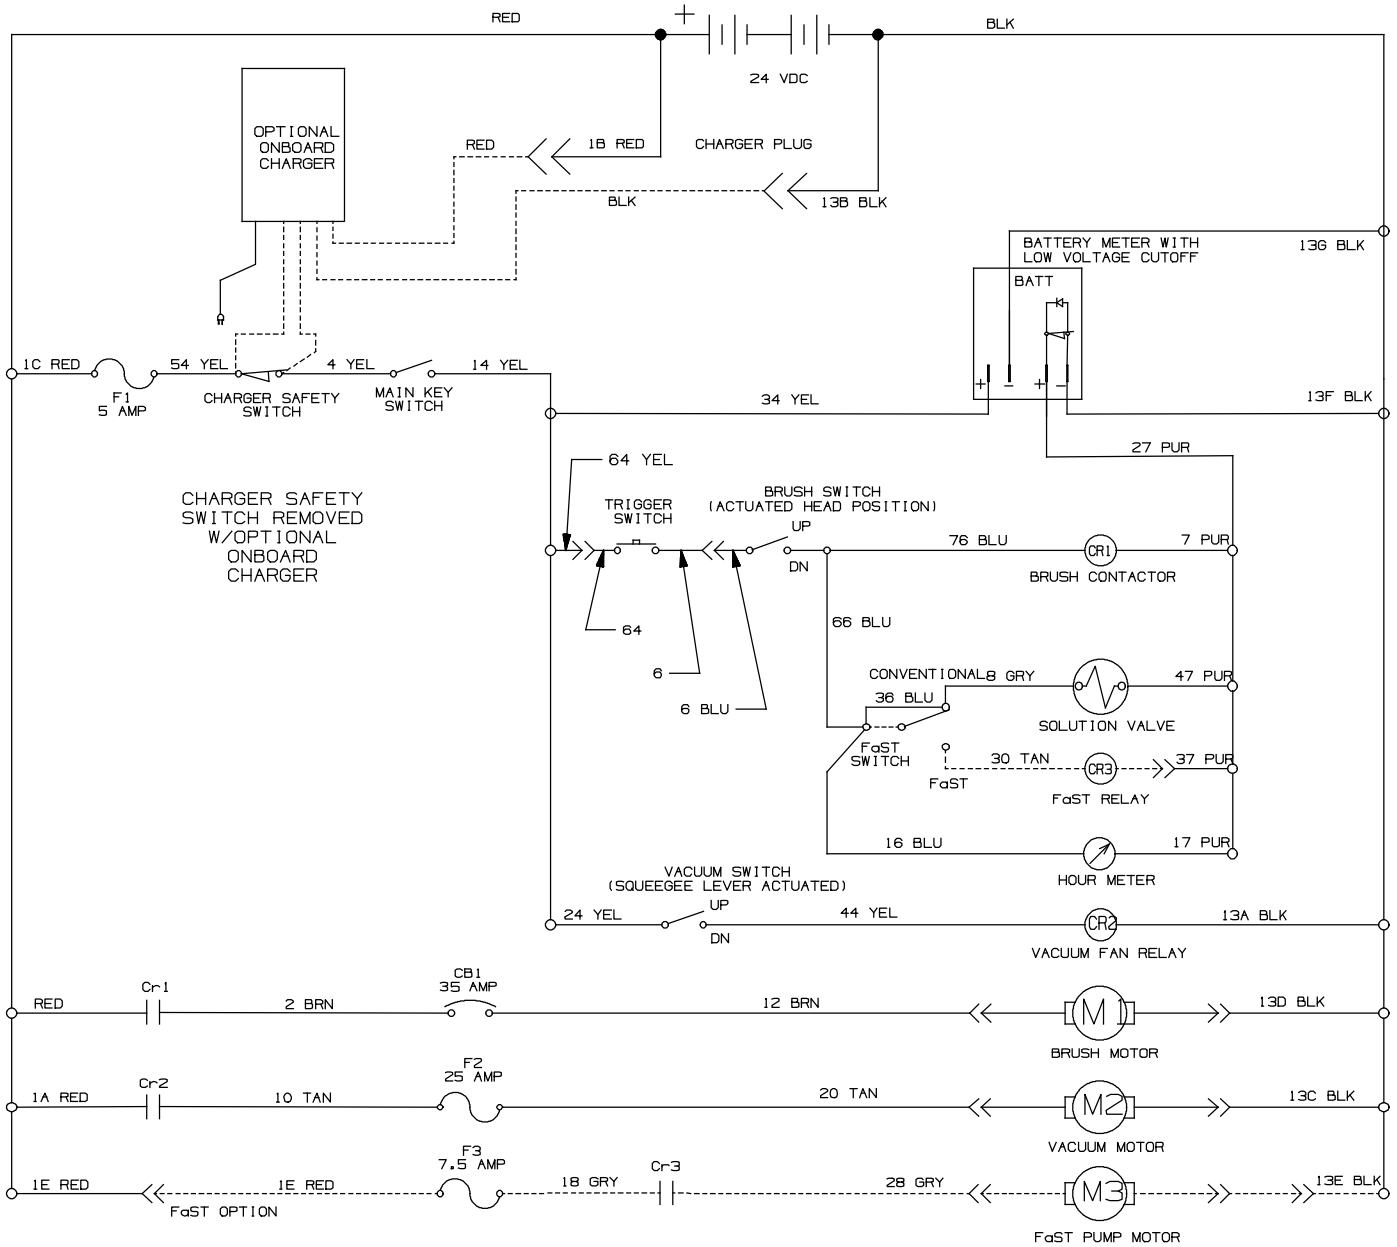 RED
+
BLK
24 VDC
OPTIONAL
ONBOARD
CHARGER
RED
1B RED
CHARGER PLUG
BLK
13B BLK
BATTERY METER WITH
LOW VOLTAGE CUTOFF
13G BLK
BATT
+ − + −
1C RED
F1
5 AMP
54 YEL
CHARGER SAFETY
SWITCH
4 YEL
MAIN KEY
SWITCH
14 YEL
34 YEL
13F BLK
27 PUR
64 YEL
CHARGER SAFETY
SWITCH REMOVED
W/OPTIONAL
ONBOARD
CHARGER
TRIGGER
SWITCH
BRUSH SWITCH
(ACTUATED HEAD POSITION)
UP
DN
76 BLU
CR1
7 PUR
BRUSH CONTACTOR
64
6
6 BLU
66 BLU
CONVENTIONAL
8 GRY
47 PUR
36 BLU
SOLUTION VALVE
FaST
SWITCH
30 TAN
CR3
37 PUR
FaST
FaST RELAY
16 BLU
17 PUR
HOUR METER
VACUUM SWITCH
(SQUEEGEE LEVER ACTUATED)
24 YEL
UP
DN
44 YEL
CR2
13A BLK
VACUUM FAN RELAY
RED
Cr1
2 BRN
CB1
35 AMP
12 BRN
M1
13D BLK
BRUSH MOTOR
1A RED
Cr2
10 TAN
F2
25 AMP
20 TAN
M2
13C BLK
VACUUM MOTOR
1E RED
1E RED
FaST OPTION
F3
7.5 AMP
18 GRY
Cr3
28 GRY
M3
13E BLK
FaST PUMP MOTOR